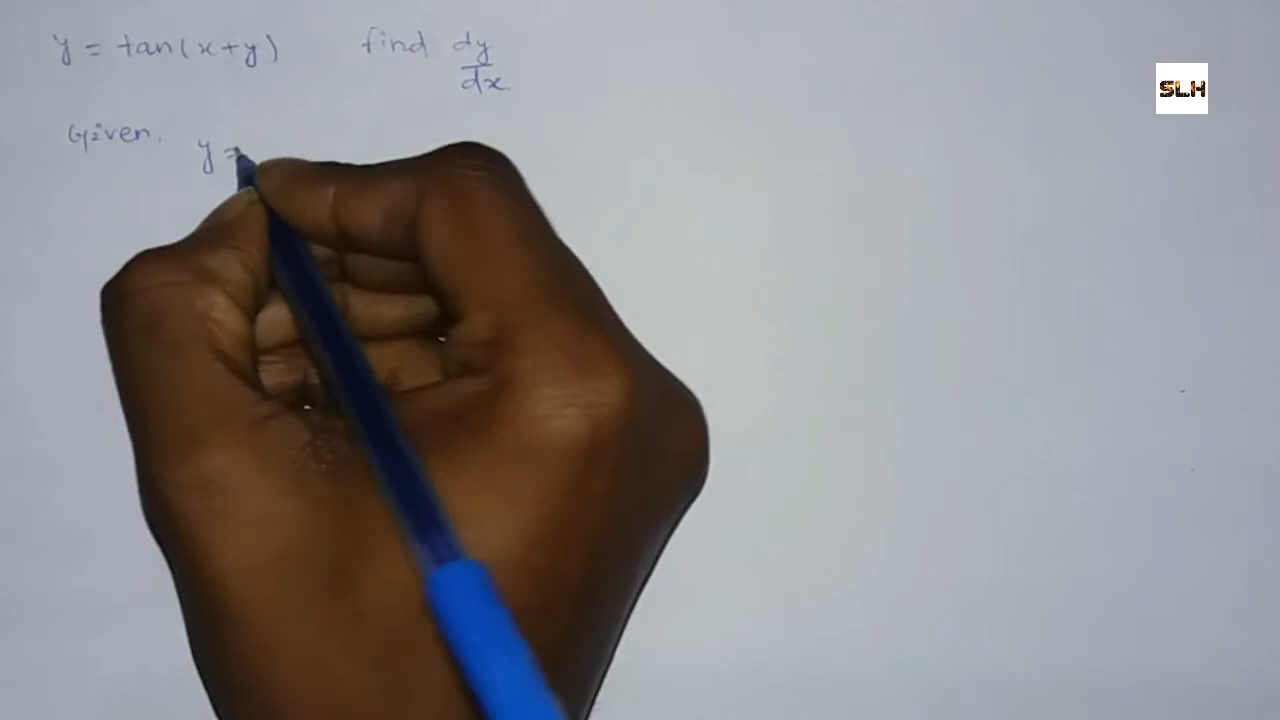 y = tan(x+y) find dy/dx
SLH
Given, y =